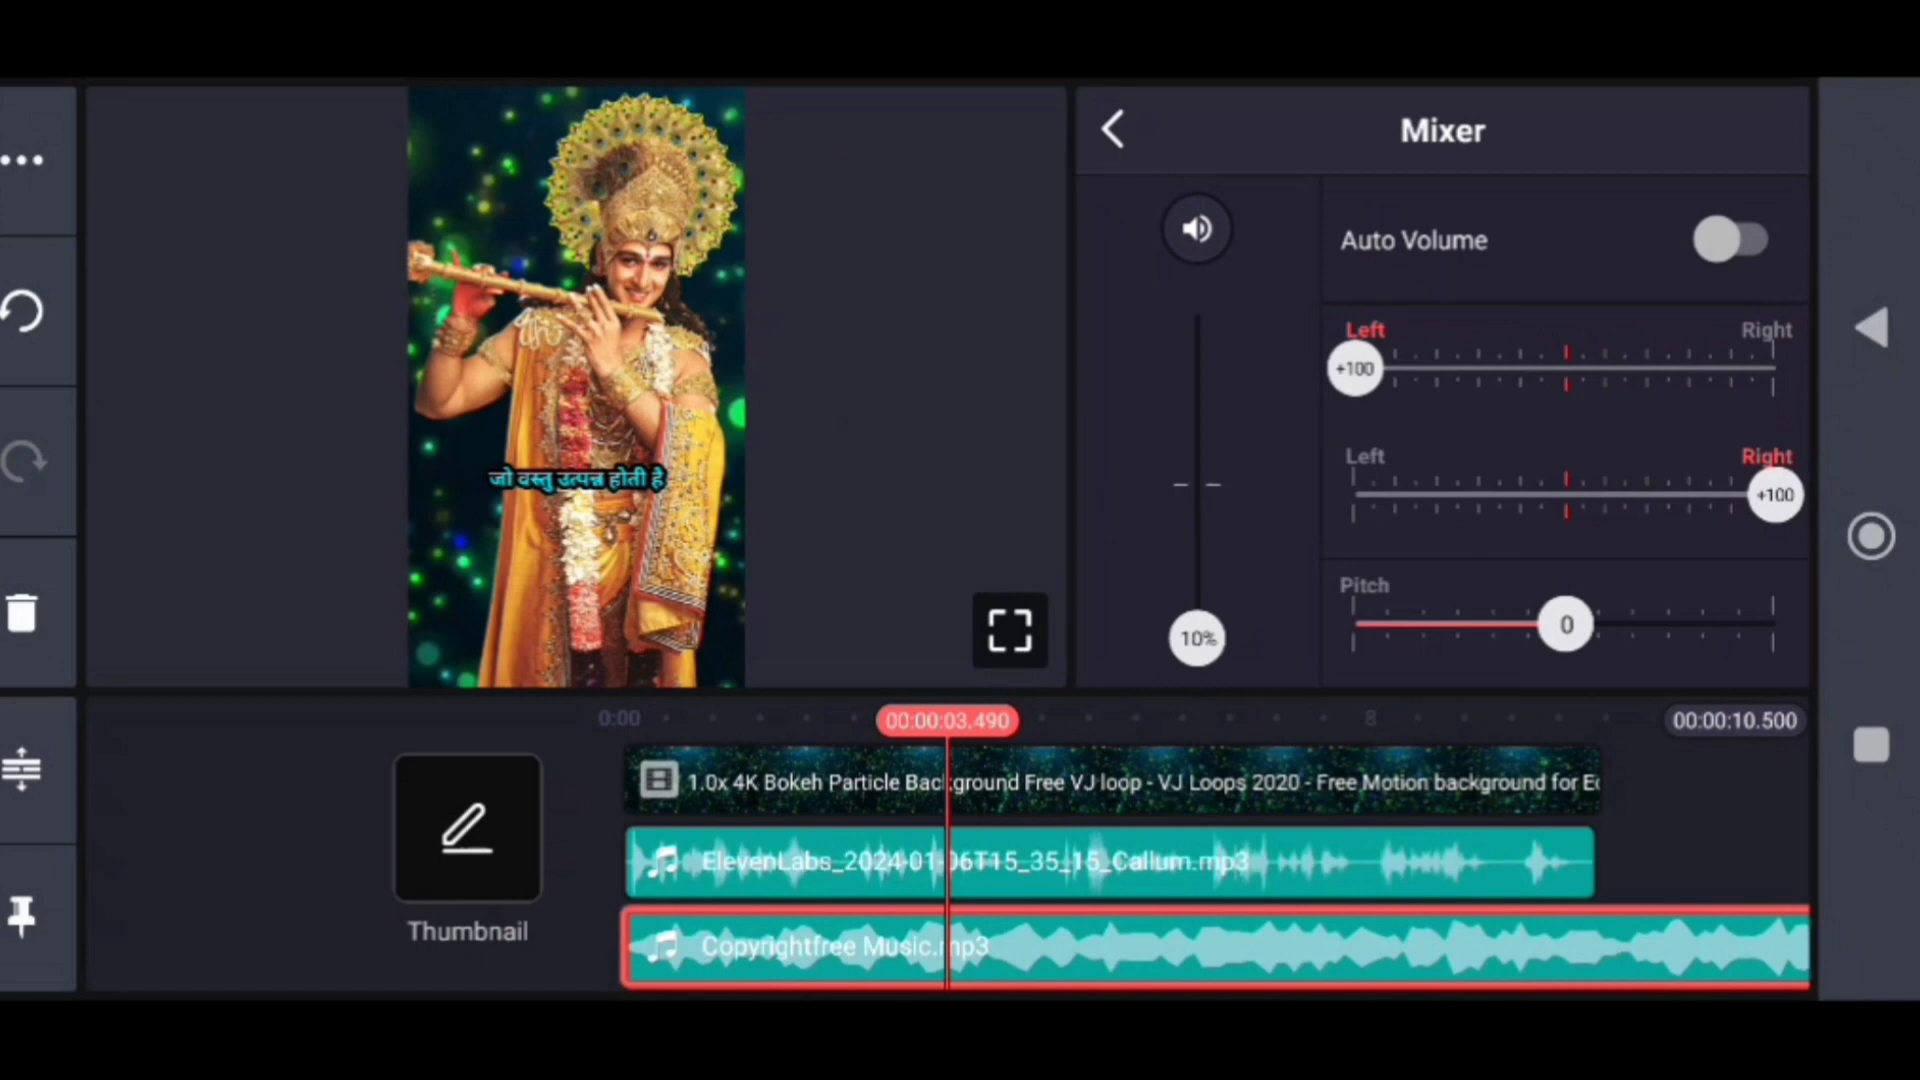 Mixer
Auto Volume
Left
Right
+100
Left
Right
+100
Pitch
0
10%
जो वस्तु उत्पन्न होती है
0:00
00:00:03.490
8
00:00:10.500
1.0x 4K Bokeh Particle Background Free VJ loop - VJ Loops 2020 - Free Motion background for Ed
ElevenLabs_2024-01-06T15_35_15_Callum.mp3
Copyrightfree Music.mp3
Thumbnail